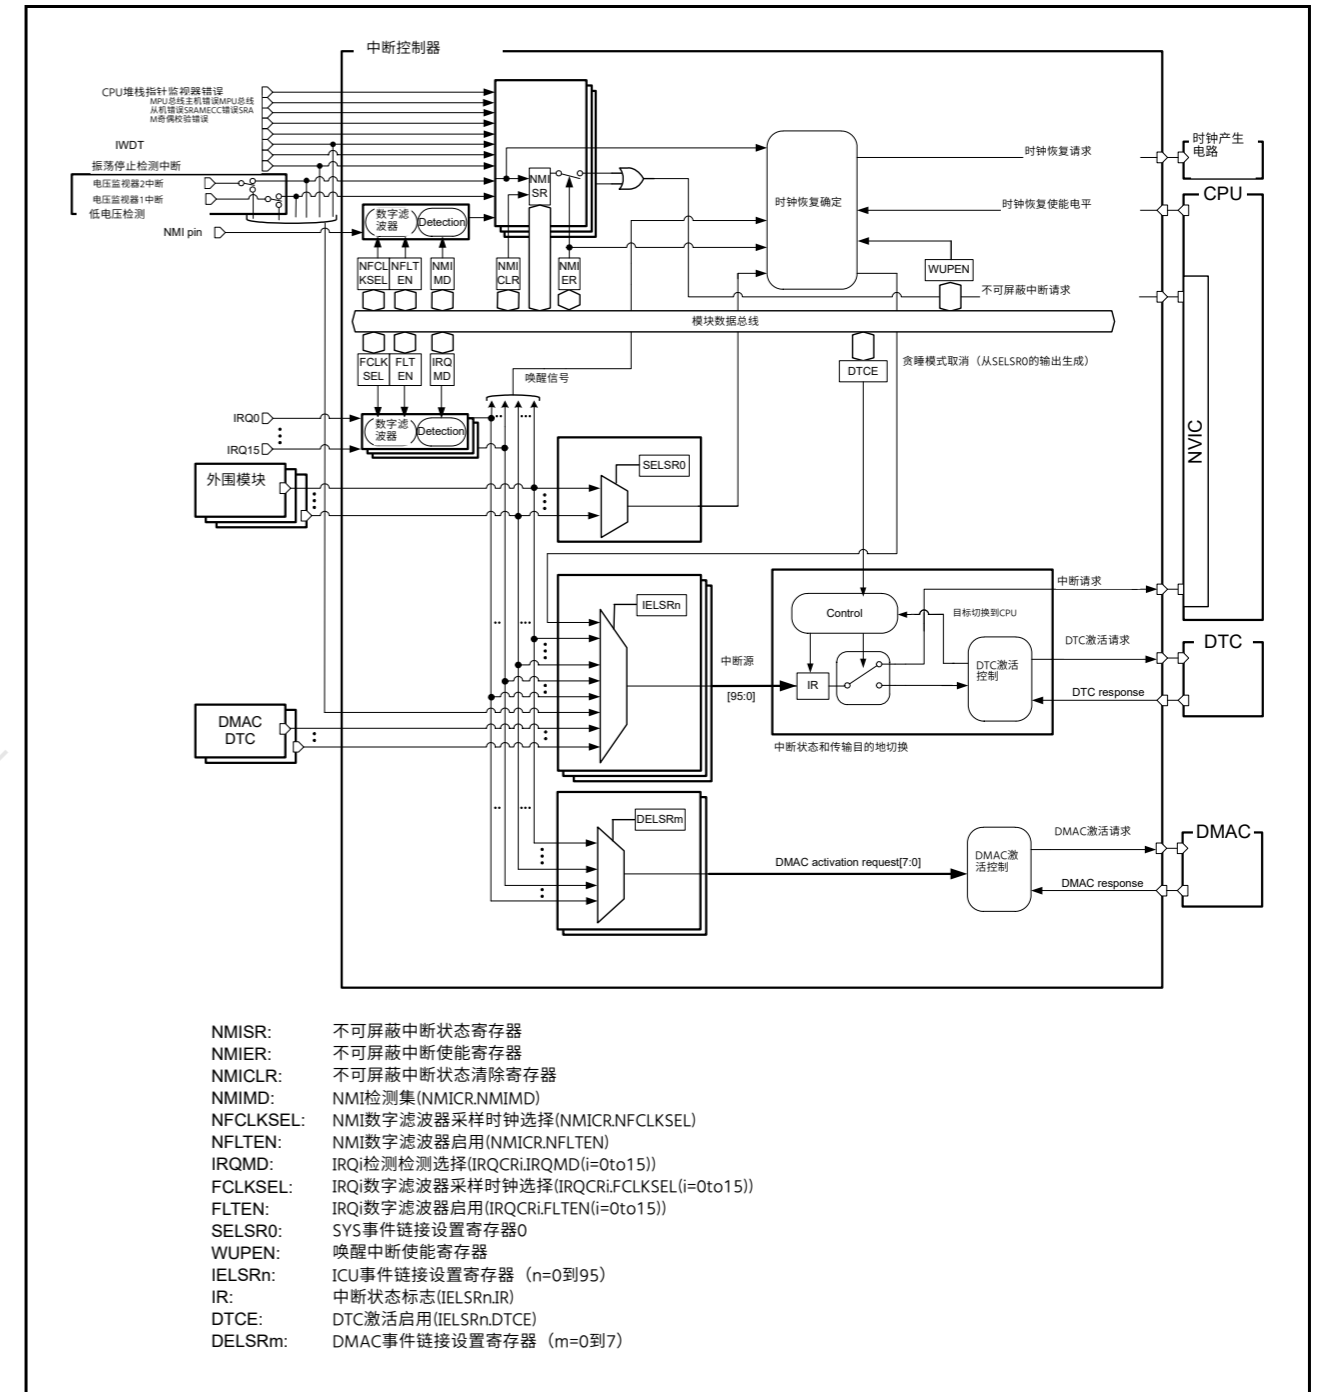 中断控制器
CPU堆栈指针监视器错误
MPU总线主机错误MPU总线
从机错误SRAMECC错误SRA
M奇偶校验错误
IWDT
振荡停止检测中断
电压监视器2中断
电压监视器1中断
低电压检测
NMI pin
数字滤
波器
Detection
NMI
SR
NFCL
KSEL
NFLT
EN
NMI
MD
NMI
CLR
NMI
ER
时钟恢复确定
时钟恢复请求
时钟恢复使能电平
WUPEN
不可屏蔽中断请求
时钟产生
电路
CPU
NVIC
模块数据总线
FCLK
SEL
FLT
EN
IRQ
MD
唤醒信号
DTCE
贪睡模式取消（从SELSR0的输出生成）
IRQ0
IRQ15
数字滤
波器
Detection
外围模块
SELSR0
IELSRn
中断源
[95:0]
Control
IR
目标切换到CPU
DTC激活
控制
中断请求
DTC激活请求
DTC response
DTC
中断状态和传输目的地切换
DMAC
DTC
DELSRm
DMAC activation request[7:0]
DMAC激
活控制
DMAC激活请求
DMAC response
DMAC
NMISR: 不可屏蔽中断状态寄存器
NMIER: 不可屏蔽中断使能寄存器
NMICLR: 不可屏蔽中断状态清除寄存器
NMIMD: NMI检测集(NMICR.NMIMD)
NFCLKSEL: NMI数字滤波器采样时钟选择(NMICR.NFCLKSEL)
NFLTEN: NMI数字滤波器启用(NMICR.NFLTEN)
IRQMD: IRQi检测检测选择(IRQCRi.IRQMD(i=0to15))
FCLKSEL: IRQi数字滤波器采样时钟选择(IRQCRi.FCLKSEL(i=0to15))
FLTEN: IRQi数字滤波器启用(IRQCRi.FLTEN(i=0to15))
SELSR0: SYS事件链接设置寄存器0
WUPEN: 唤醒中断使能寄存器
IELSRn: ICU事件链接设置寄存器（n=0到95）
IR: 中断状态标志(IELSRn.IR)
DTCE: DTC激活启用(IELSRn.DTCE)
DELSRm: DMAC事件链接设置寄存器（m=0到7）